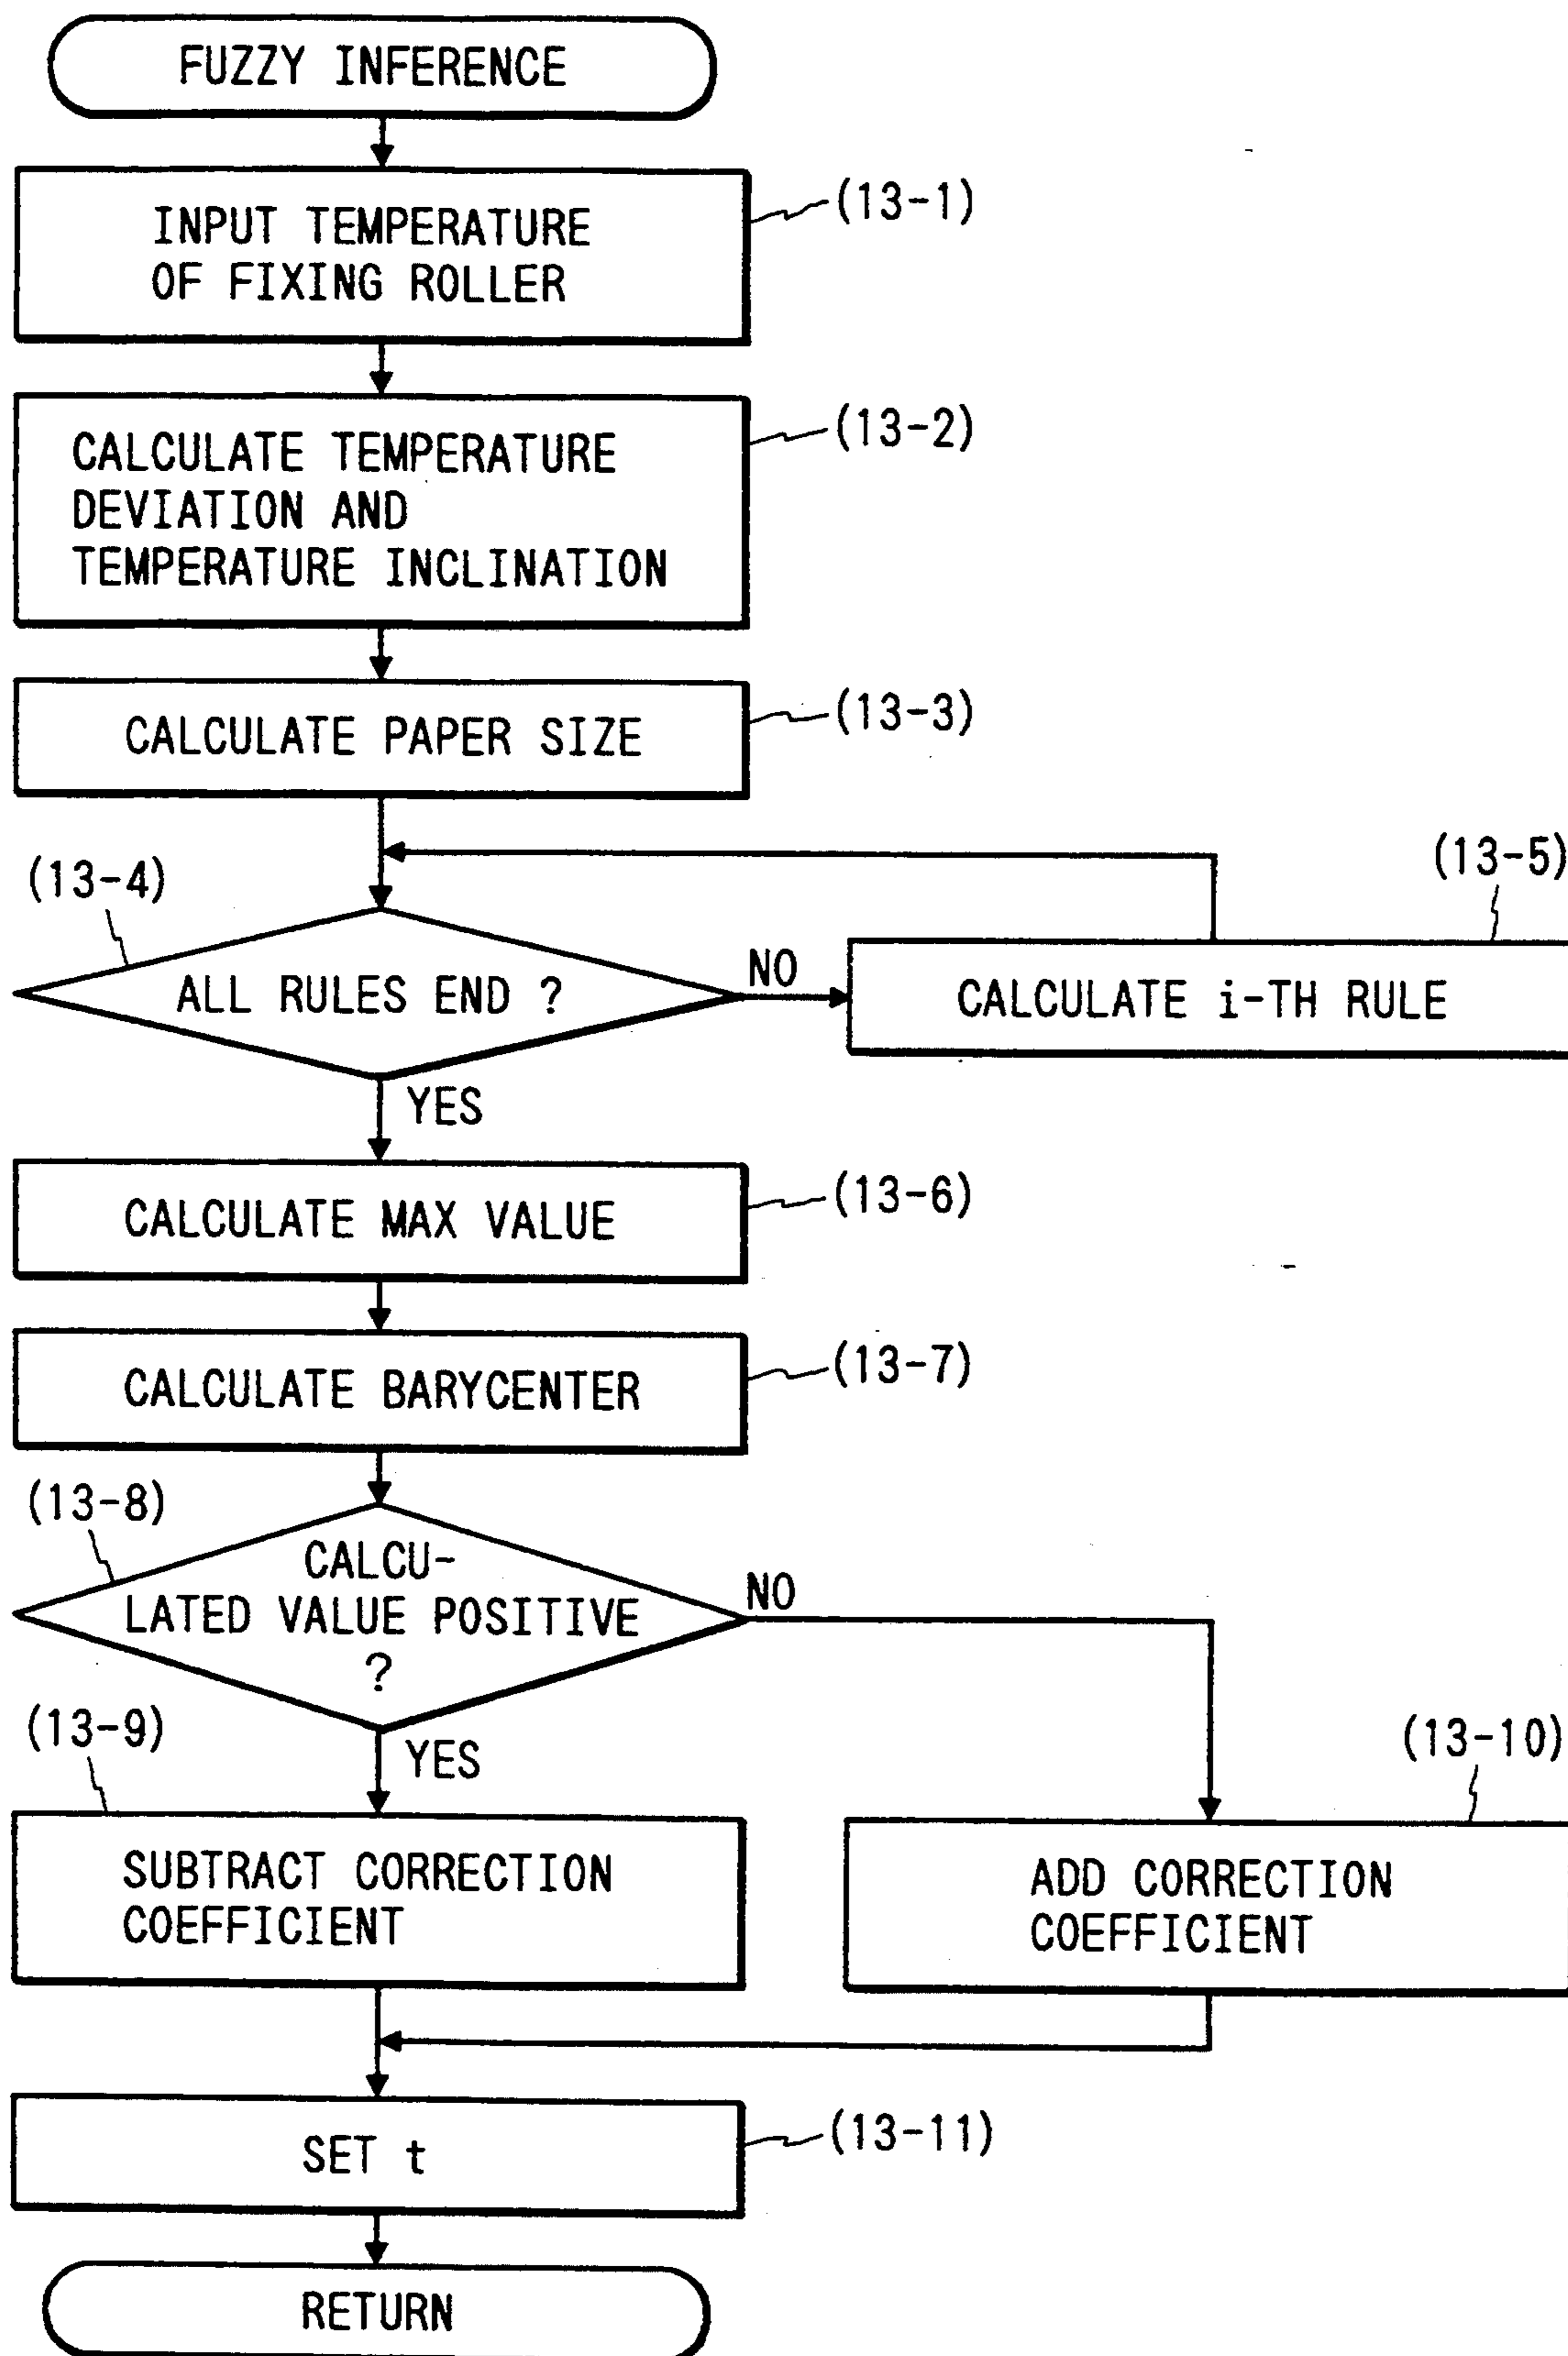 FUZZY INFERENCE
(13-1)
INPUT TEMPERATURE
OF FIXING ROLLER
(13-2)
CALCULATE TEMPERATURE
DEVIATION AND
TEMPERATURE INCLINATION
(13-3)
CALCULATE PAPER SIZE
(13-4)
ALL RULES END ?
NO
(13-5)
CALCULATE i-TH RULE
YES
(13-6)
CALCULATE MAX VALUE
(13-7)
CALCULATE BARYCENTER
(13-8)
CALCU-
LATED VALUE POSITIVE
?
NO
YES
(13-9)
SUBTRACT CORRECTION
COEFFICIENT
(13-10)
ADD CORRECTION
COEFFICIENT
(13-11)
SET t
RETURN